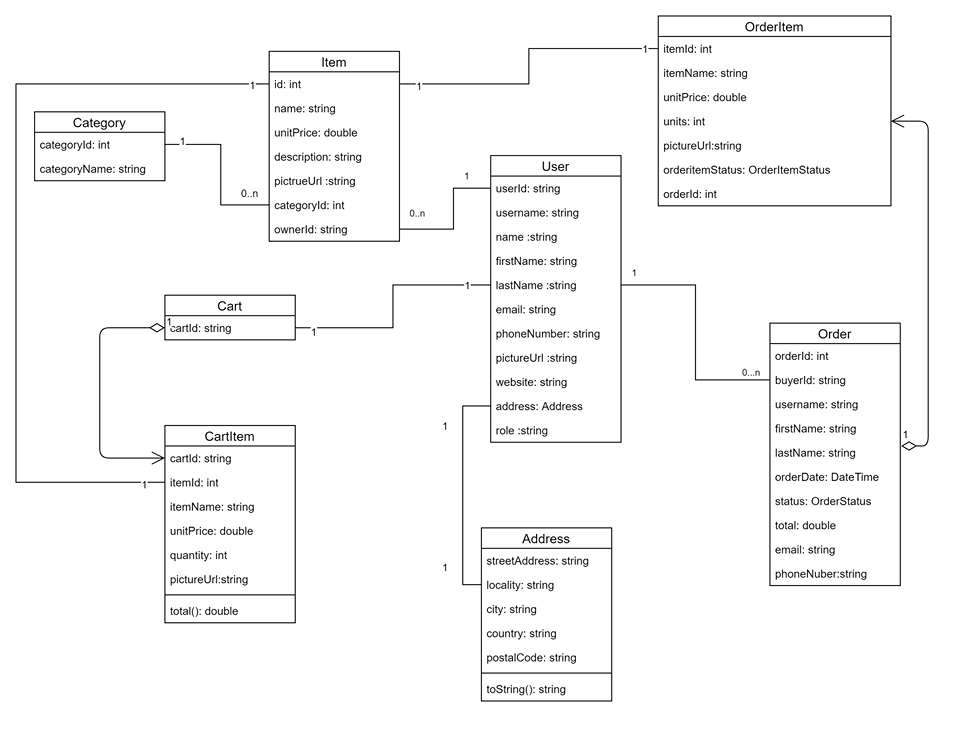 OrderItem
itemId: int
itemName: string
unitPrice: double
units: int
pictureUrl:string
orderitemStatus: OrderItemStatus
orderId: int
1
Item
id: int
name: string
unitPrice: double
description: string
pictrueUrl :string
categoryId: int
ownerId: string
1
1
Category
categoryId: int
categoryName: string
1
0..n
User
userId: string
username: string
name :string
firstName: string
lastName :string
email: string
phoneNumber: string
pictureUrl :string
website: string
address: Address
role :string
1
0..n
1
1
1
Cart
cartId: string
1
1
0...n
Order
orderId: int
buyerId: string
username: string
firstName: string
lastName: string
orderDate: DateTime
status: OrderStatus
total: double
email: string
phoneNuber:string
1
CartItem
cartId: string
itemId: int
itemName: string
unitPrice: double
quantity: int
pictureUrl:string
total(): double
1
Address
streetAddress: string
locality: string
city: string
country: string
postalCode: string
toString(): string
1